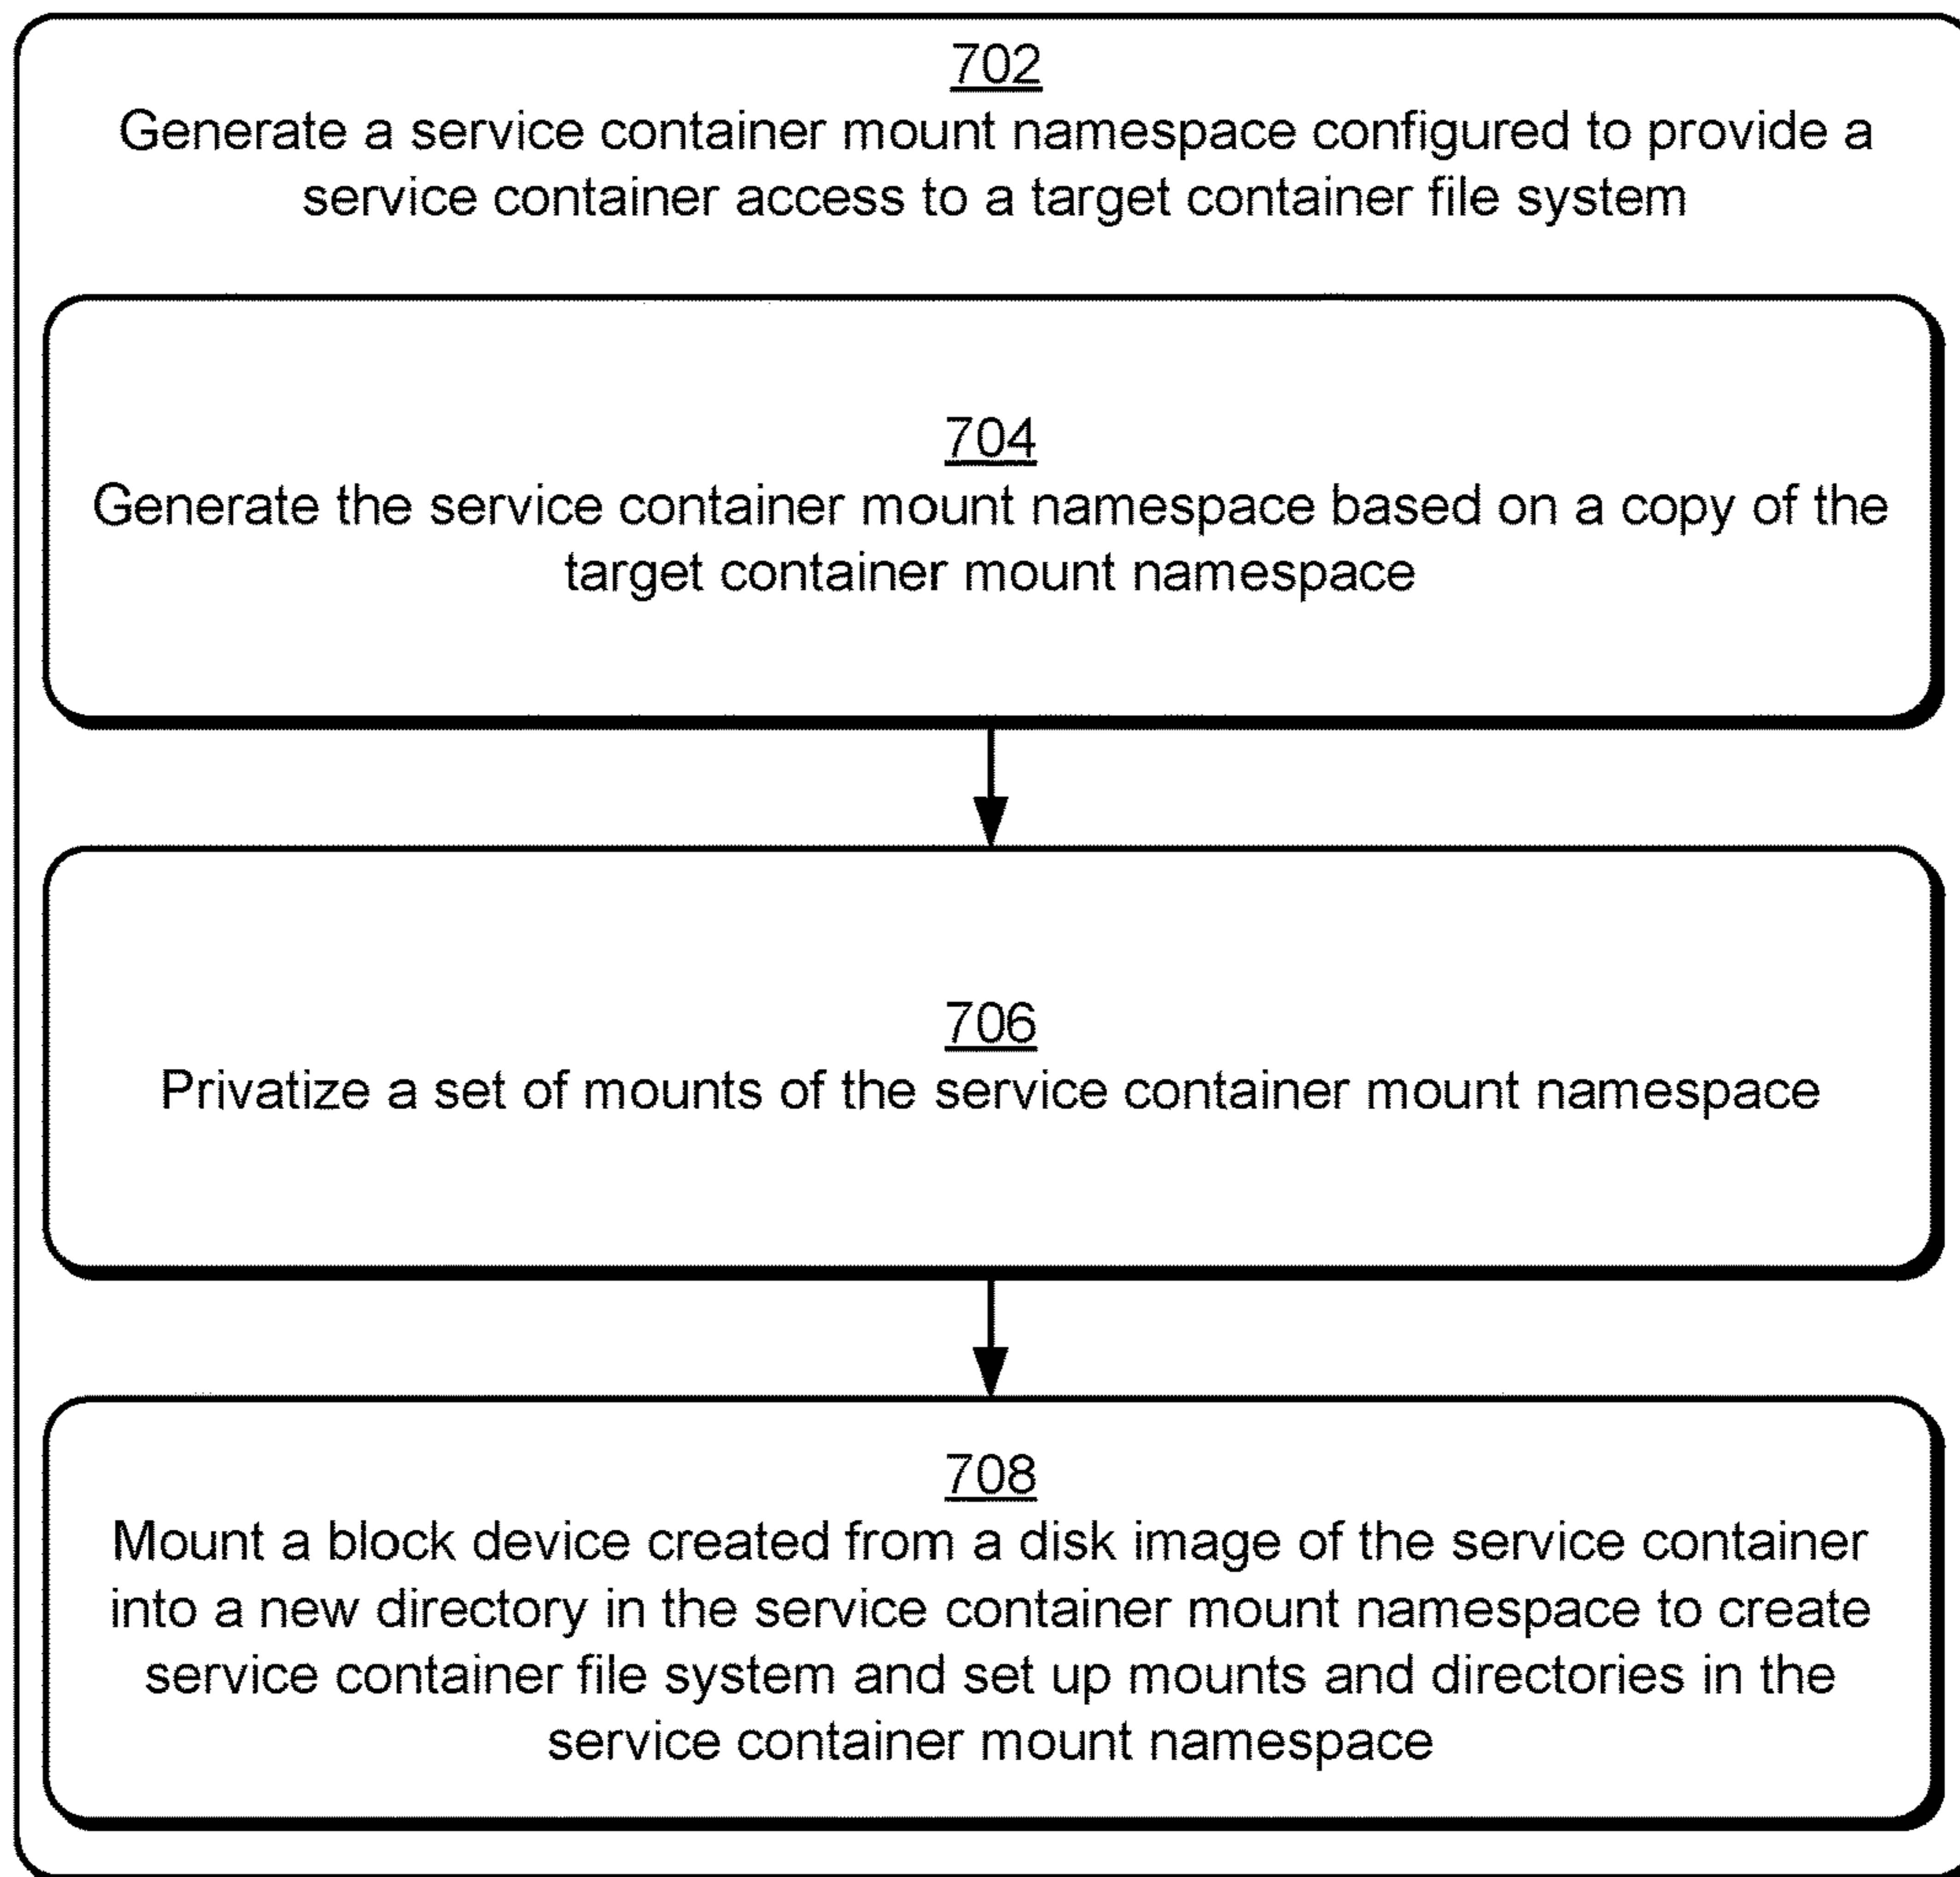 702
Generate a service container mount namespace configured to provide a
service container access to a target container file system
704
Generate the service container mount namespace based on a copy of the
target container mount namespace
706
Privatize a set of mounts of the service container mount namespace
708
Mount a block device created from a disk image of the service container
into a new directory in the service container mount namespace to create
service container file system and set up mounts and directories in the
service container mount namespace